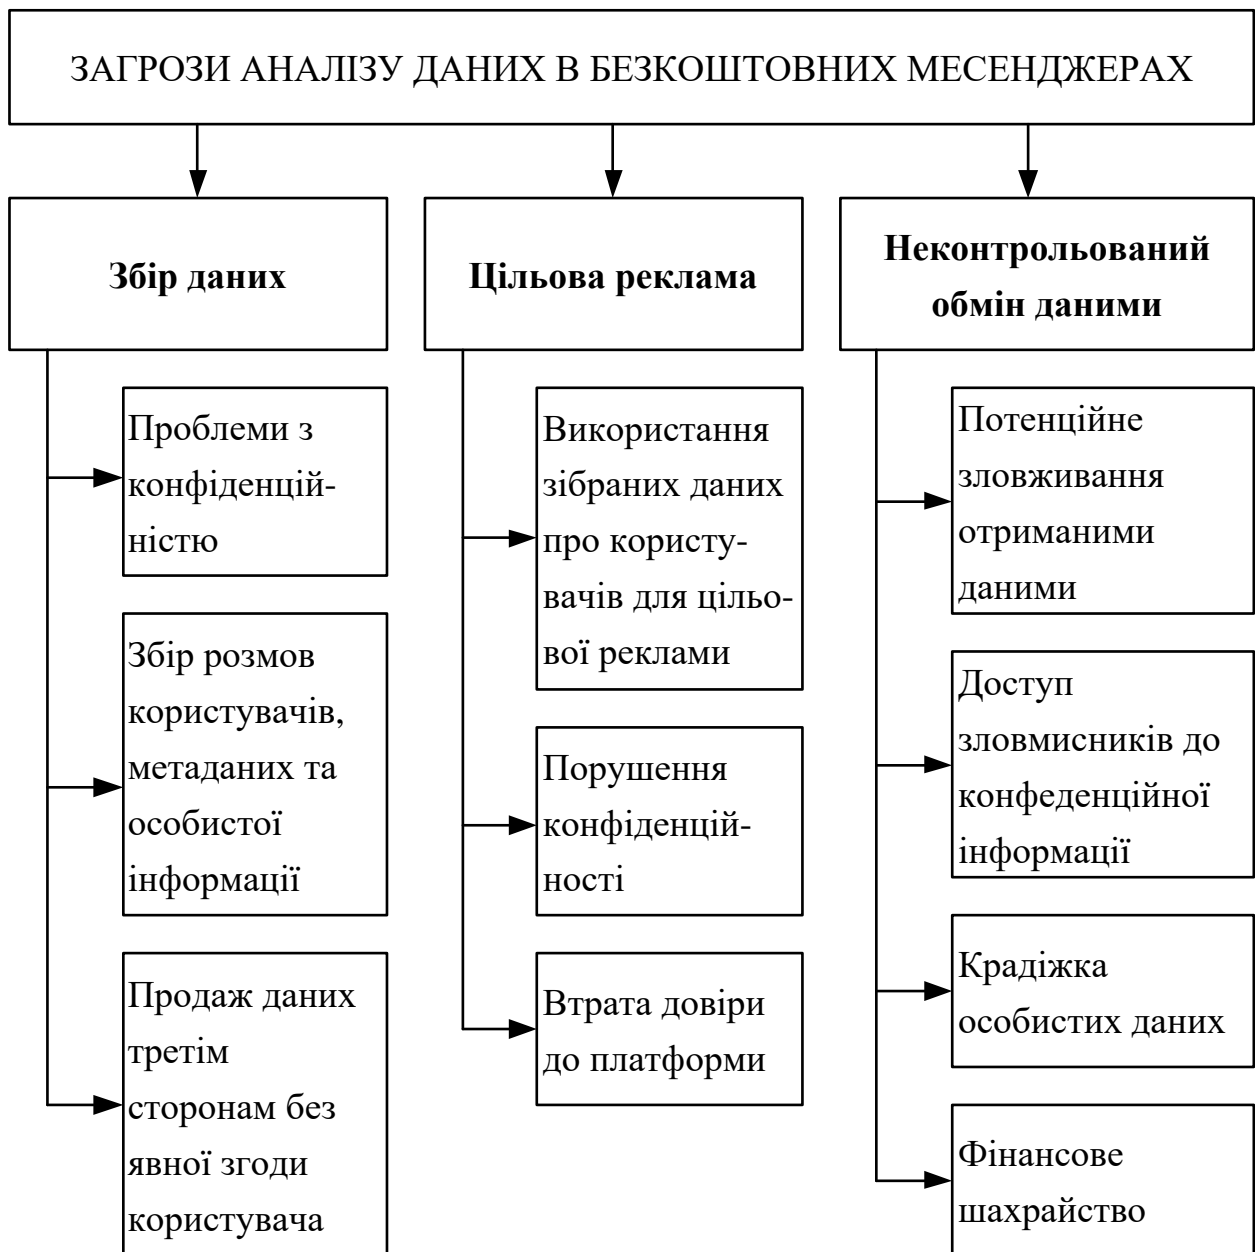 ЗАГРОЗИ АНАЛІЗУ ДАНИХ В БЕЗКОШТОВНИХ МЕСЕНДЖЕРАХ
Збір даних
Проблеми з
конфіденцій-
ністю
Збір розмов
користувачів,
метаданих та
особистої
інформації
Продаж даних
третім
сторонам без
явної згоди
користувача
Цільова реклама
Використання
зібраних даних
про користу-
вачів для цільо-
вої реклами
Порушення
конфіденцій-
ності
Втрата довіри
до платформи
Неконтрольований
обмін даними
Потенційне
зловживання
отриманими
даними
Доступ
зловмисників до
конфеденційної
інформації
Крадіжка
особистих даних
Фінансове
шахрайство